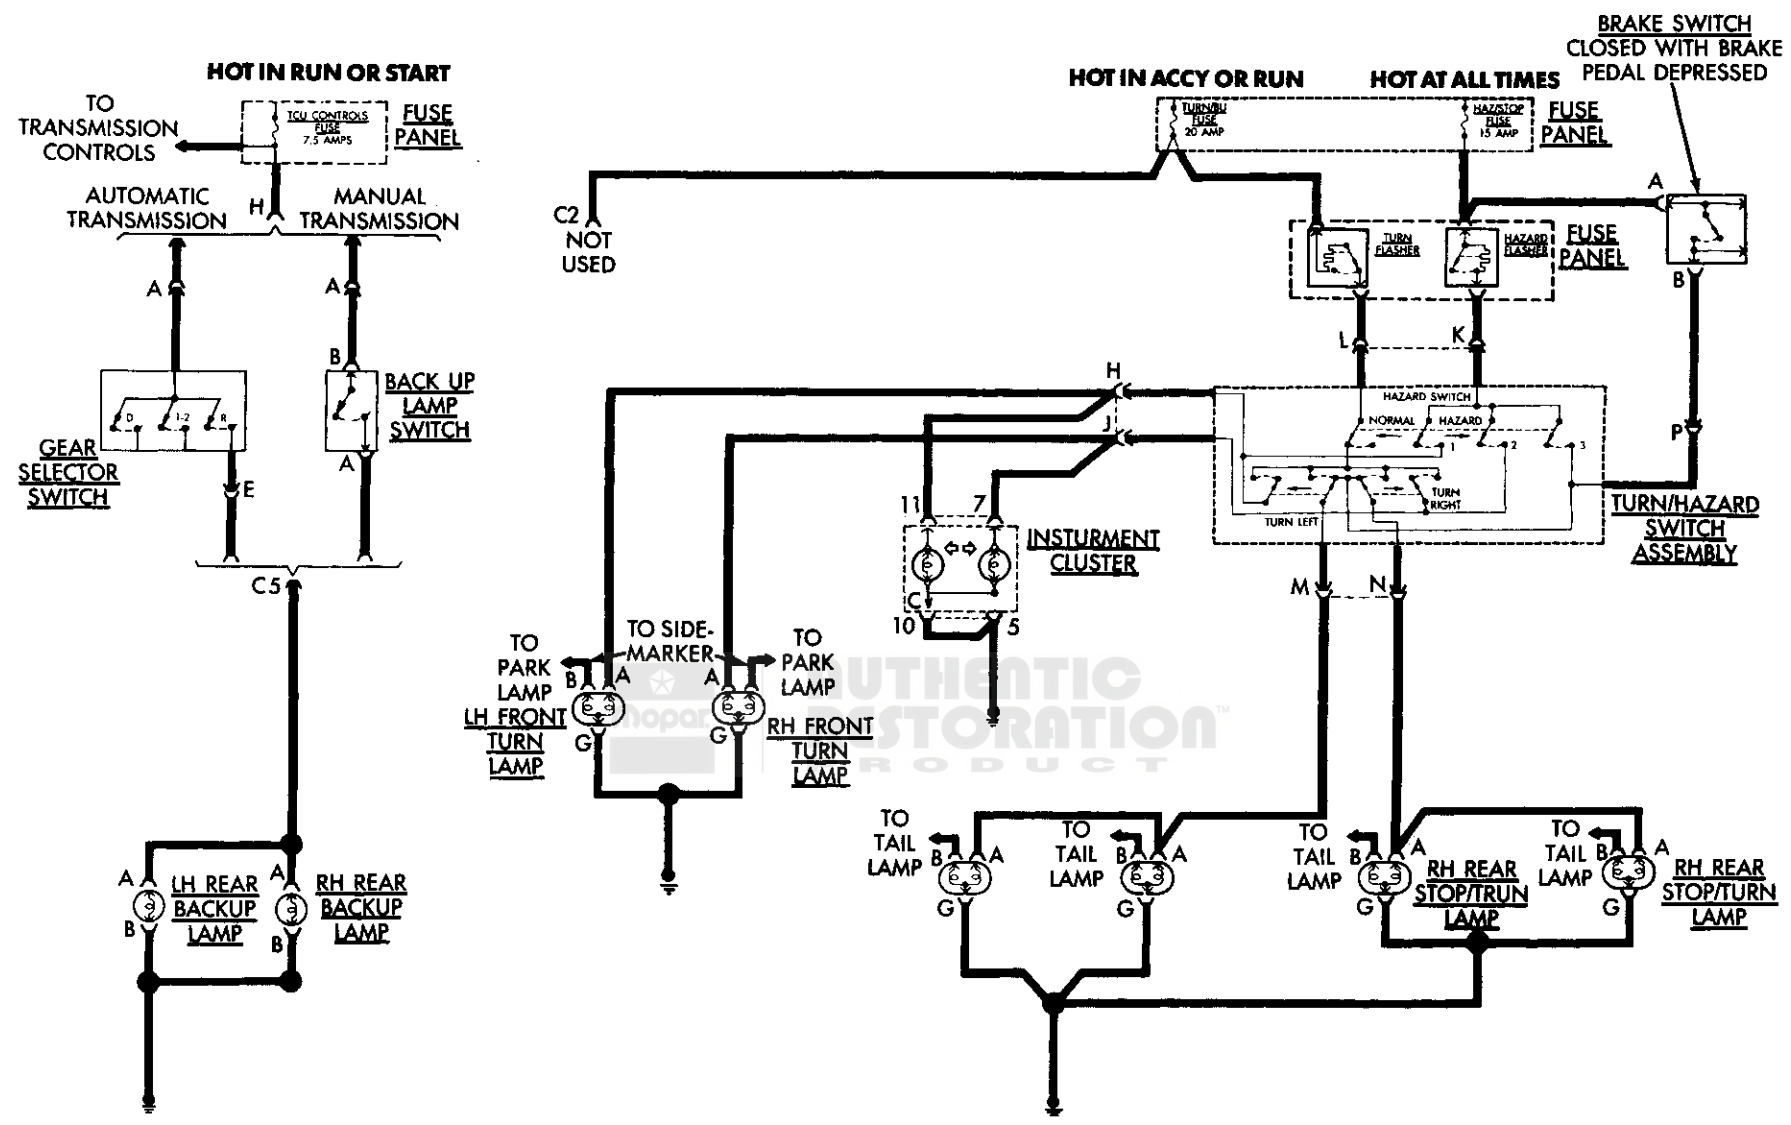 HOT IN RUN OR START
TO
TRANSMISSION
CONTROLS
TCU CONTROLS
FUSE
7.5 AMPS
FUSE
PANEL
AUTOMATIC
TRANSMISSION
H
MANUAL
TRANSMISSION
A
A
B
D
1-2
R
GEAR
SELECTOR
SWITCH
BACK UP
LAMP
SWITCH
A
E
C5
A
LH REAR
BACKUP
LAMP
B
A
RH REAR
BACKUP
LAMP
B
HOT IN ACCY OR RUN
HOT AT ALL TIMES
BRAKE SWITCH
CLOSED WITH BRAKE
PEDAL DEPRESSED
TURN/BU
FUSE
20 AMP
HAZ/STOP
FUSE
15 AMP
FUSE
PANEL
C2
NOT
USED
TURN
FLASHER
HAZARD
FLASHER
FUSE
PANEL
A
B
L
K
P
H
J
HAZARD SWITCH
NORMAL
HAZARD
1
2
3
TURN LEFT
TURN
RIGHT
TURN/HAZARD
SWITCH
ASSEMBLY
11
7
INSTURMENT
CLUSTER
C
10
5
M
N
TO SIDE-
MARKER
TO
PARK
LAMP
B
A
LH FRONT
TURN
LAMP
G
A
TO
PARK
LAMP
G
RH FRONT
TURN
LAMP
Mopar
AUTHENTIC
RESTORATION™
PRODUCT
TO
TAIL
LAMP
B
A
G
TO
TAIL
LAMP
B
A
G
TO
TAIL
LAMP
B
A
G
RH REAR
STOP/TRUN
LAMP
TO
TAIL
LAMP
B
A
G
RH REAR
STOP/TURN
LAMP